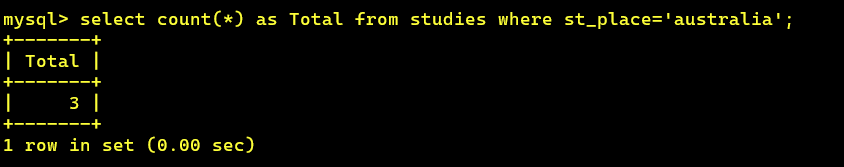 mysql> select count(*) as Total from studies where st_place='australia';
+-------+
| Total |
+-------+
|     3 |
+-------+
1 row in set (0.00 sec)